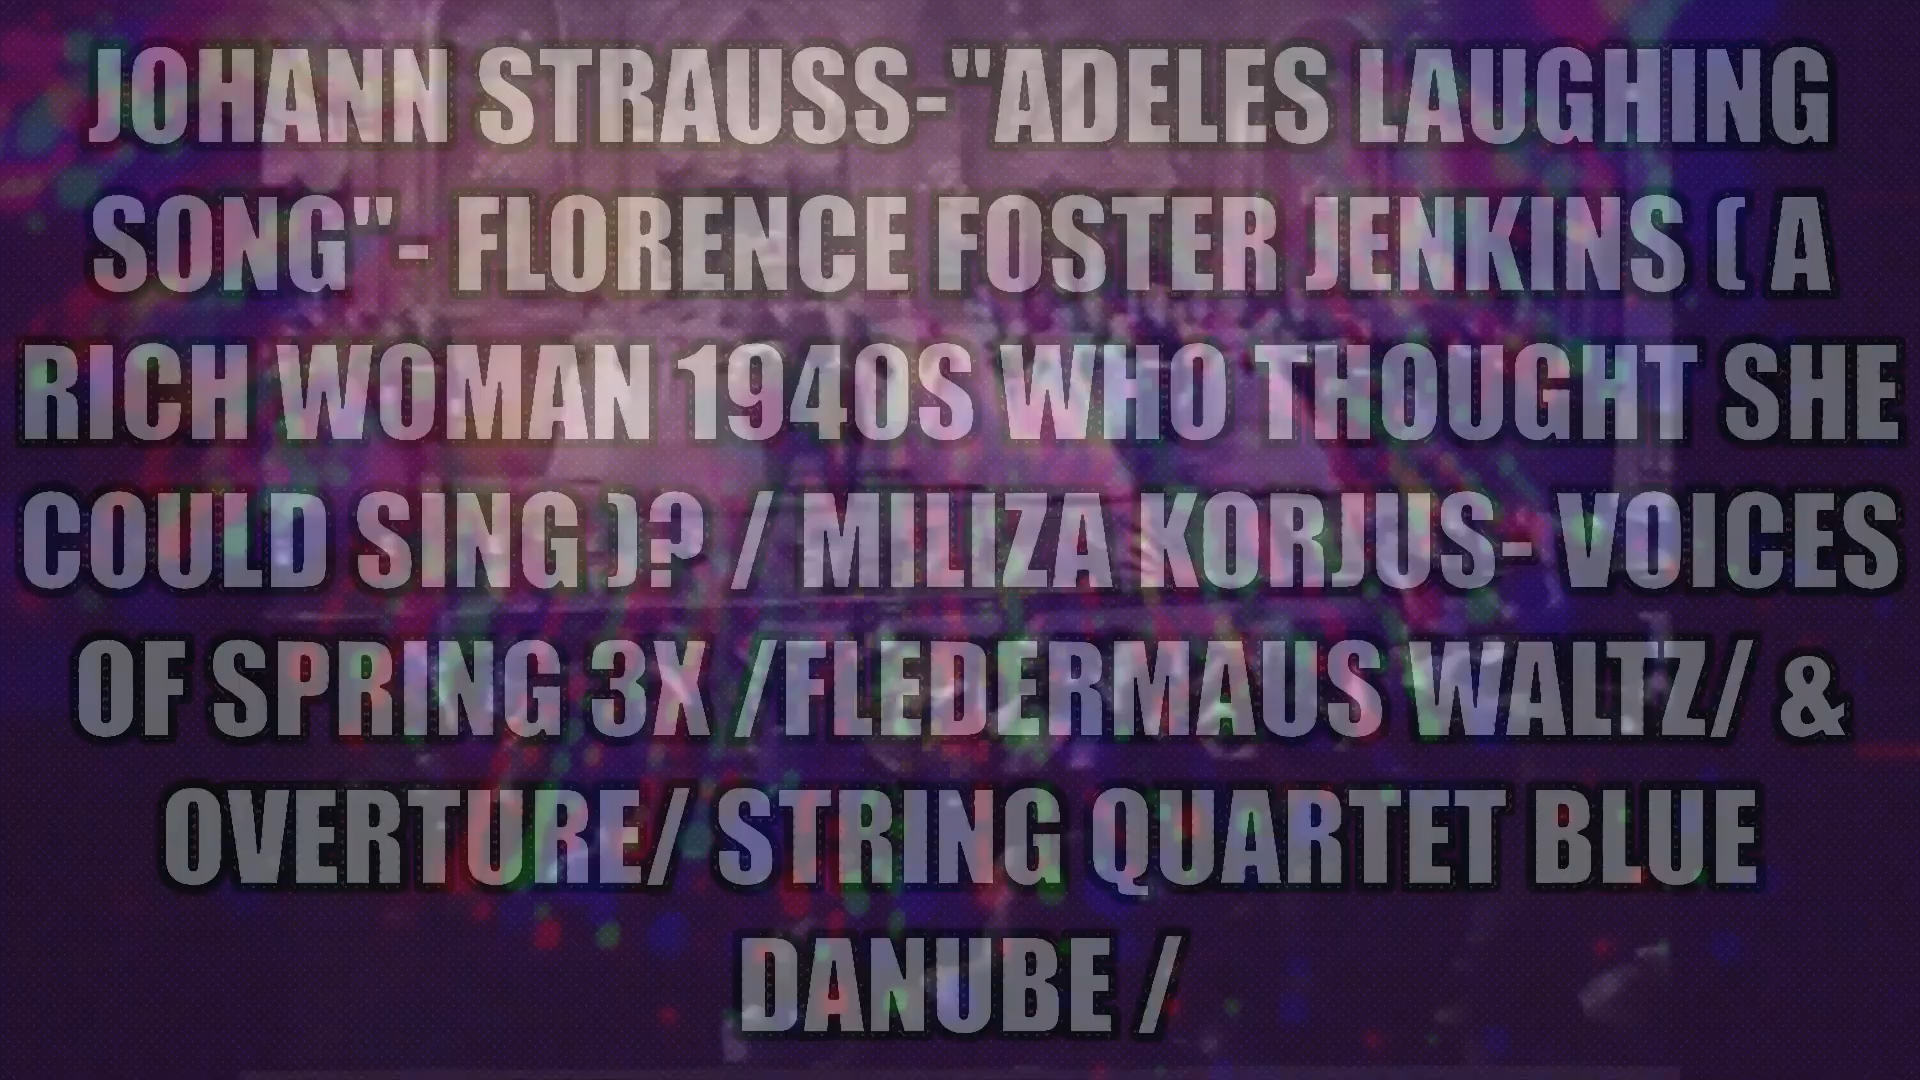 JOHANN STRAUSS-"ADELES LAUGHING
SONG"- FLORENCE FOSTER JENKINS ( A
RICH WOMAN 1940S WHO THOUGHT SHE
COULD SING )? / MILIZA KORJUS- VOICES
OF SPRING 3X /FLEDERMAUS WALTZ/ &
OVERTURE/ STRING QUARTET BLUE
DANUBE /